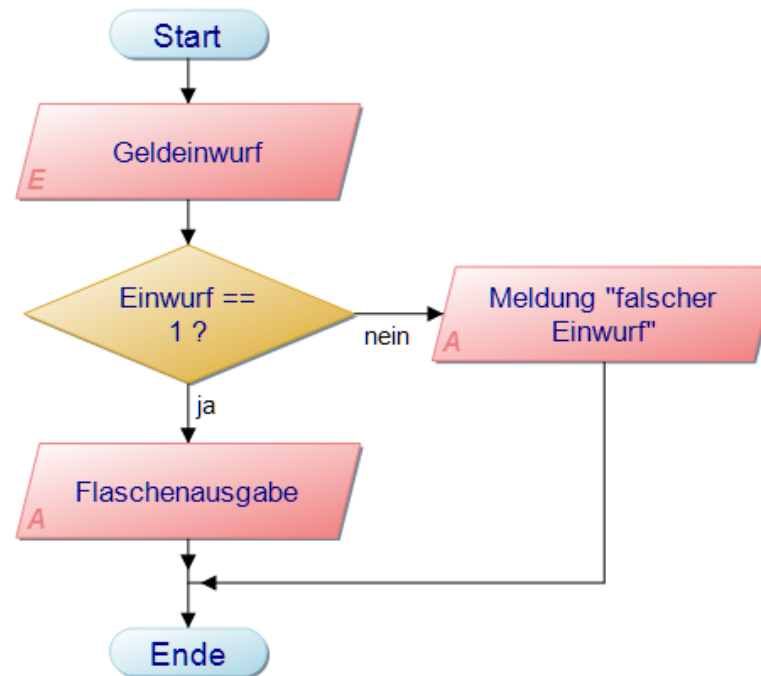 Start
Geldeinwurf
E
Einwurf ==
1 ?
nein
Meldung "falscher
Einwurf"
A
ja
Flaschenausgabe
A
Ende